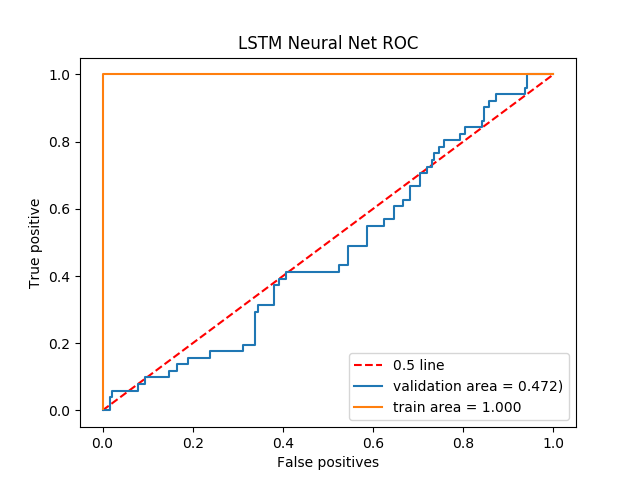 LSTM Neural Net ROC
1.0
0.8
0.6
0.4
0.2
0.0
True positive
0.5 line
validation area = 0.472)
train area = 1.000
0.0 0.2 0.4 0.6 0.8 1.0
False positives